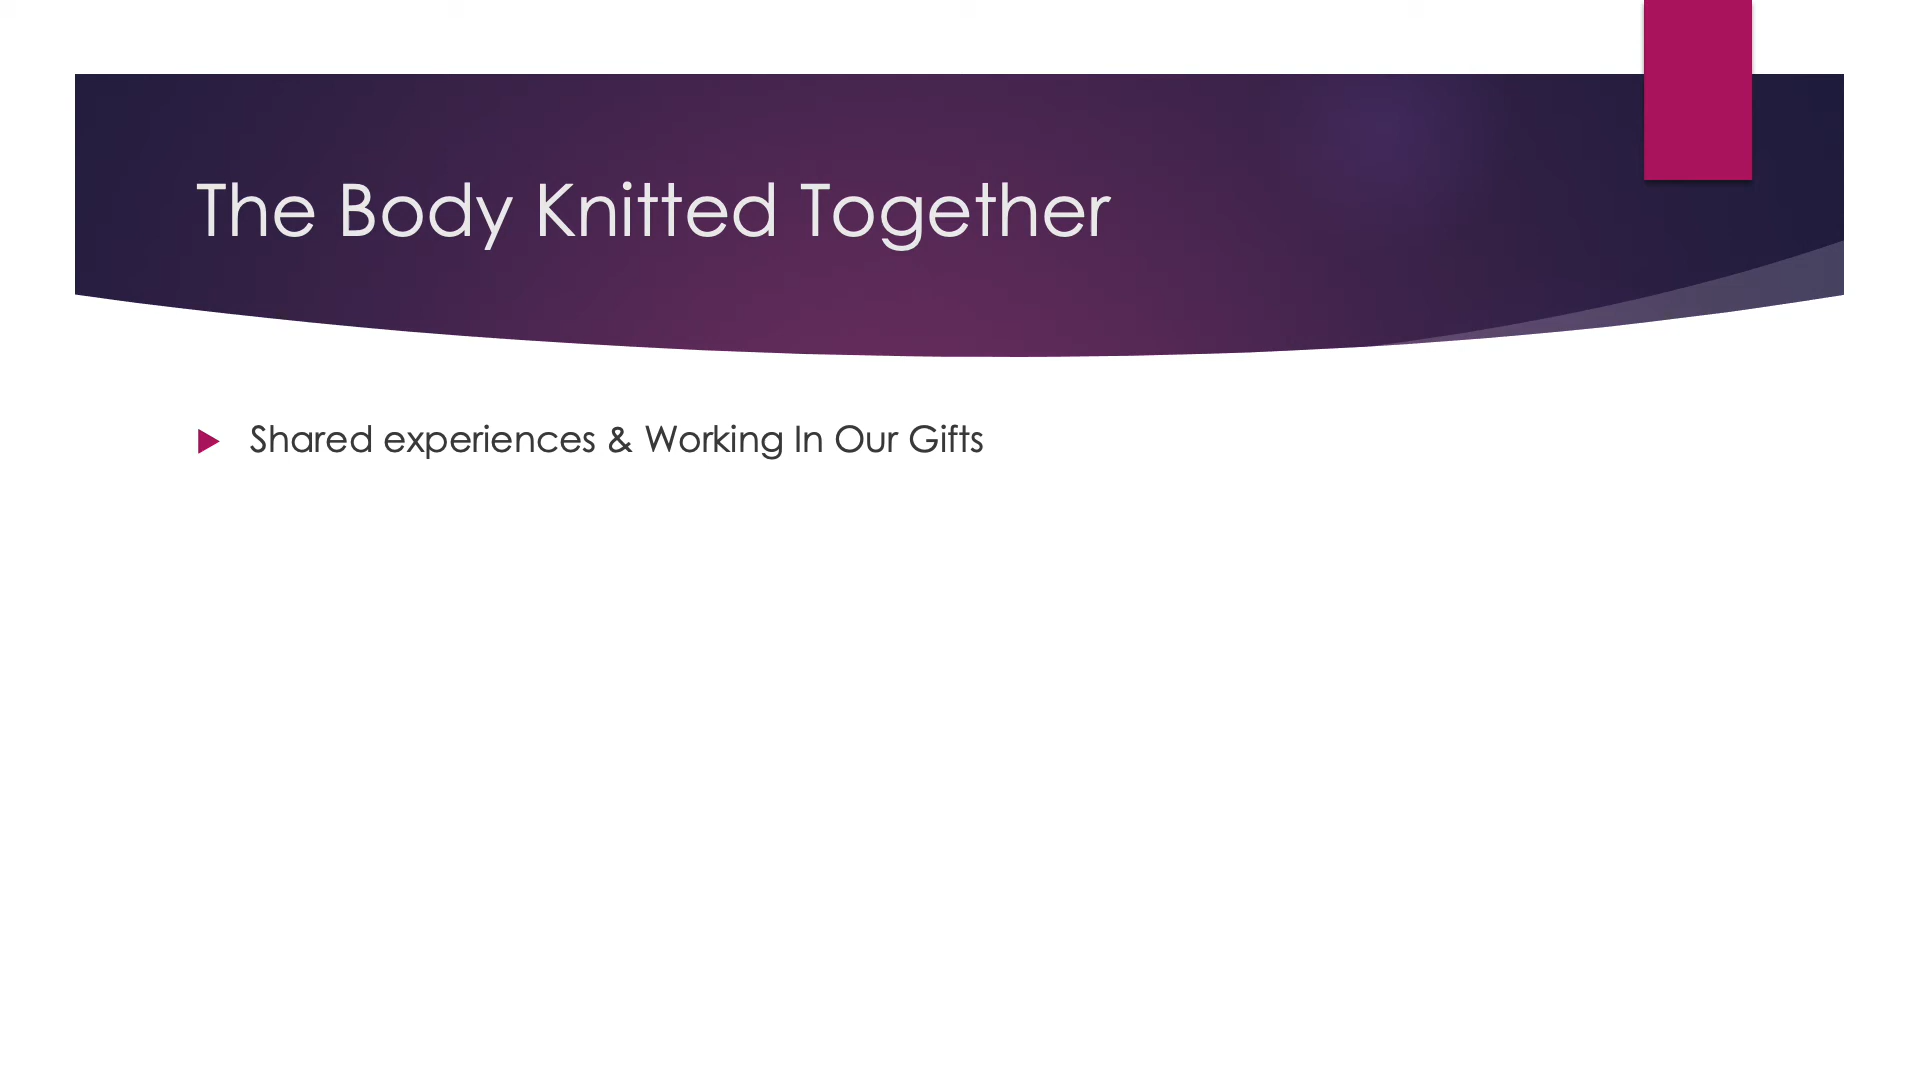 The Body Knitted Together
Shared experiences & Working In Our Gifts